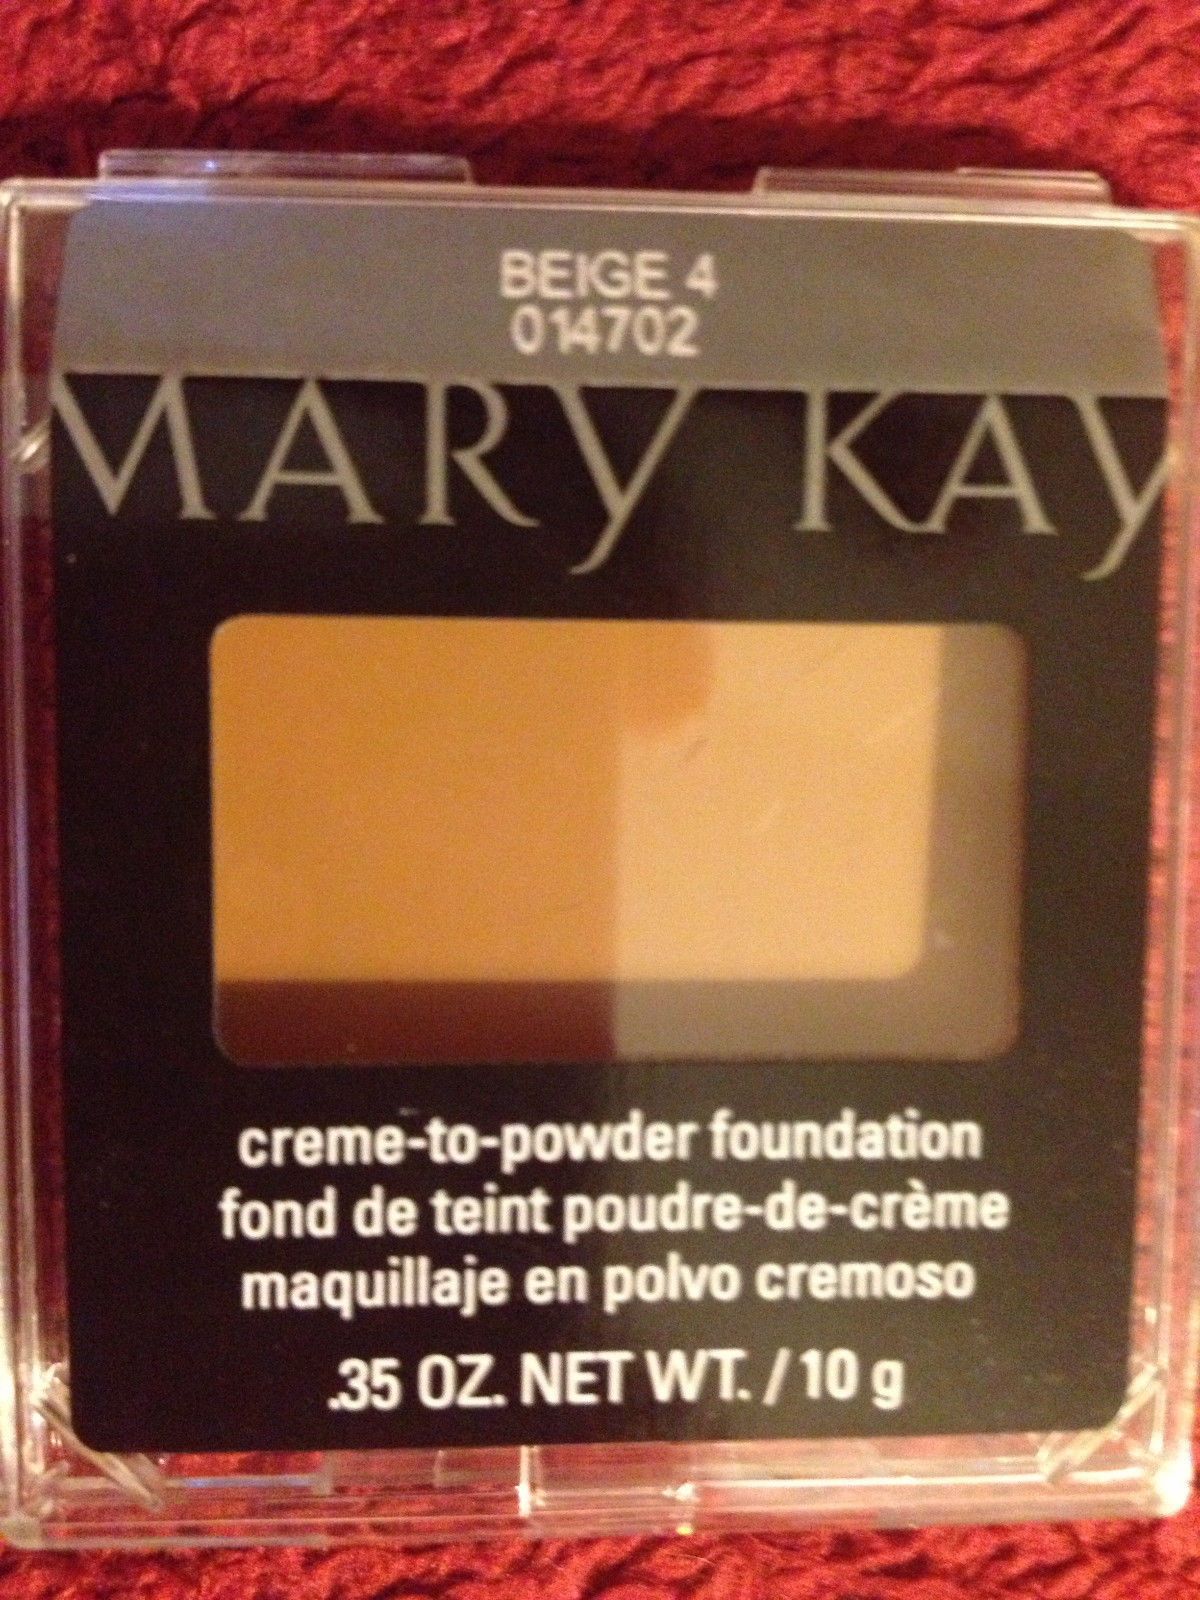 BEIGE 4
014702
MARY KAY
creme-to-powder foundation
fond de teint poudre-de-crème
maquillaje en polvo cremoso
.35 OZ. NET WT. / 10 g